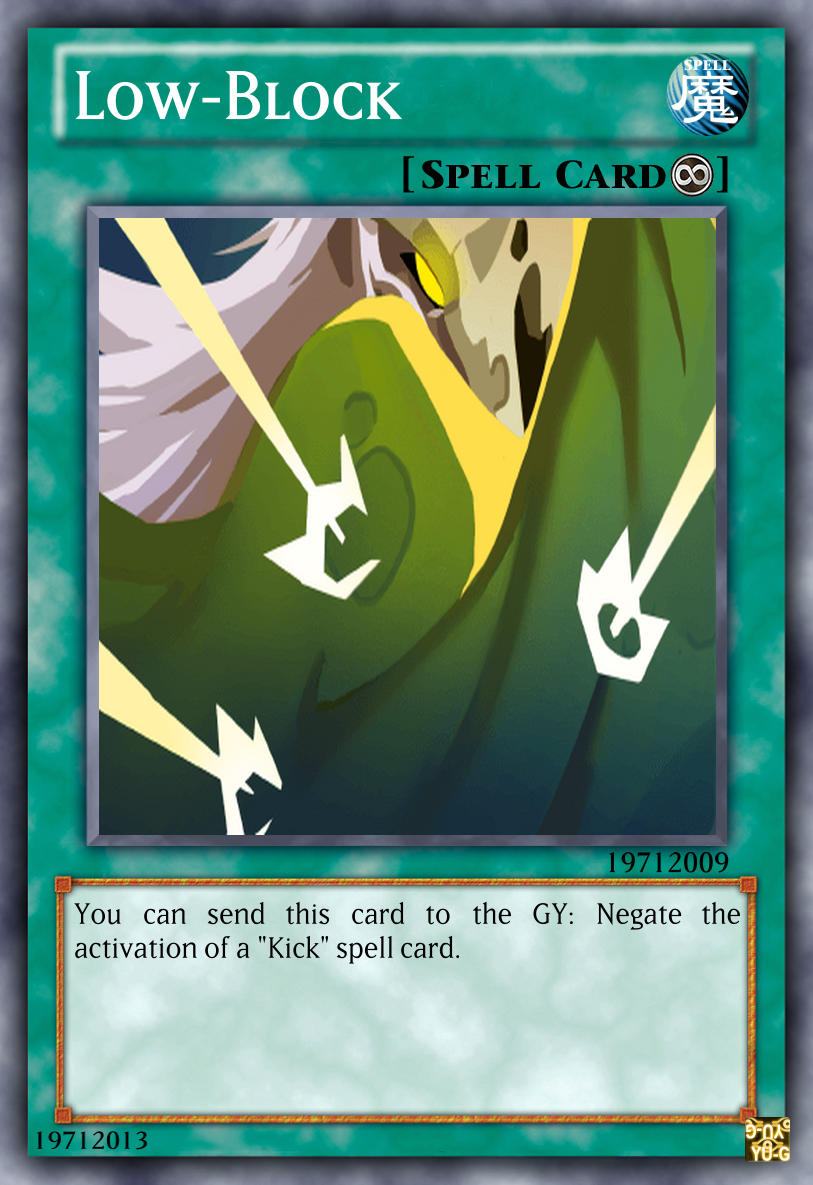 Low-Block
SPELL
魔
[Spell Card∞]
19712009
You can send this card to the GY: Negate the
activation of a "Kick" spell card.
19712013
YU-G